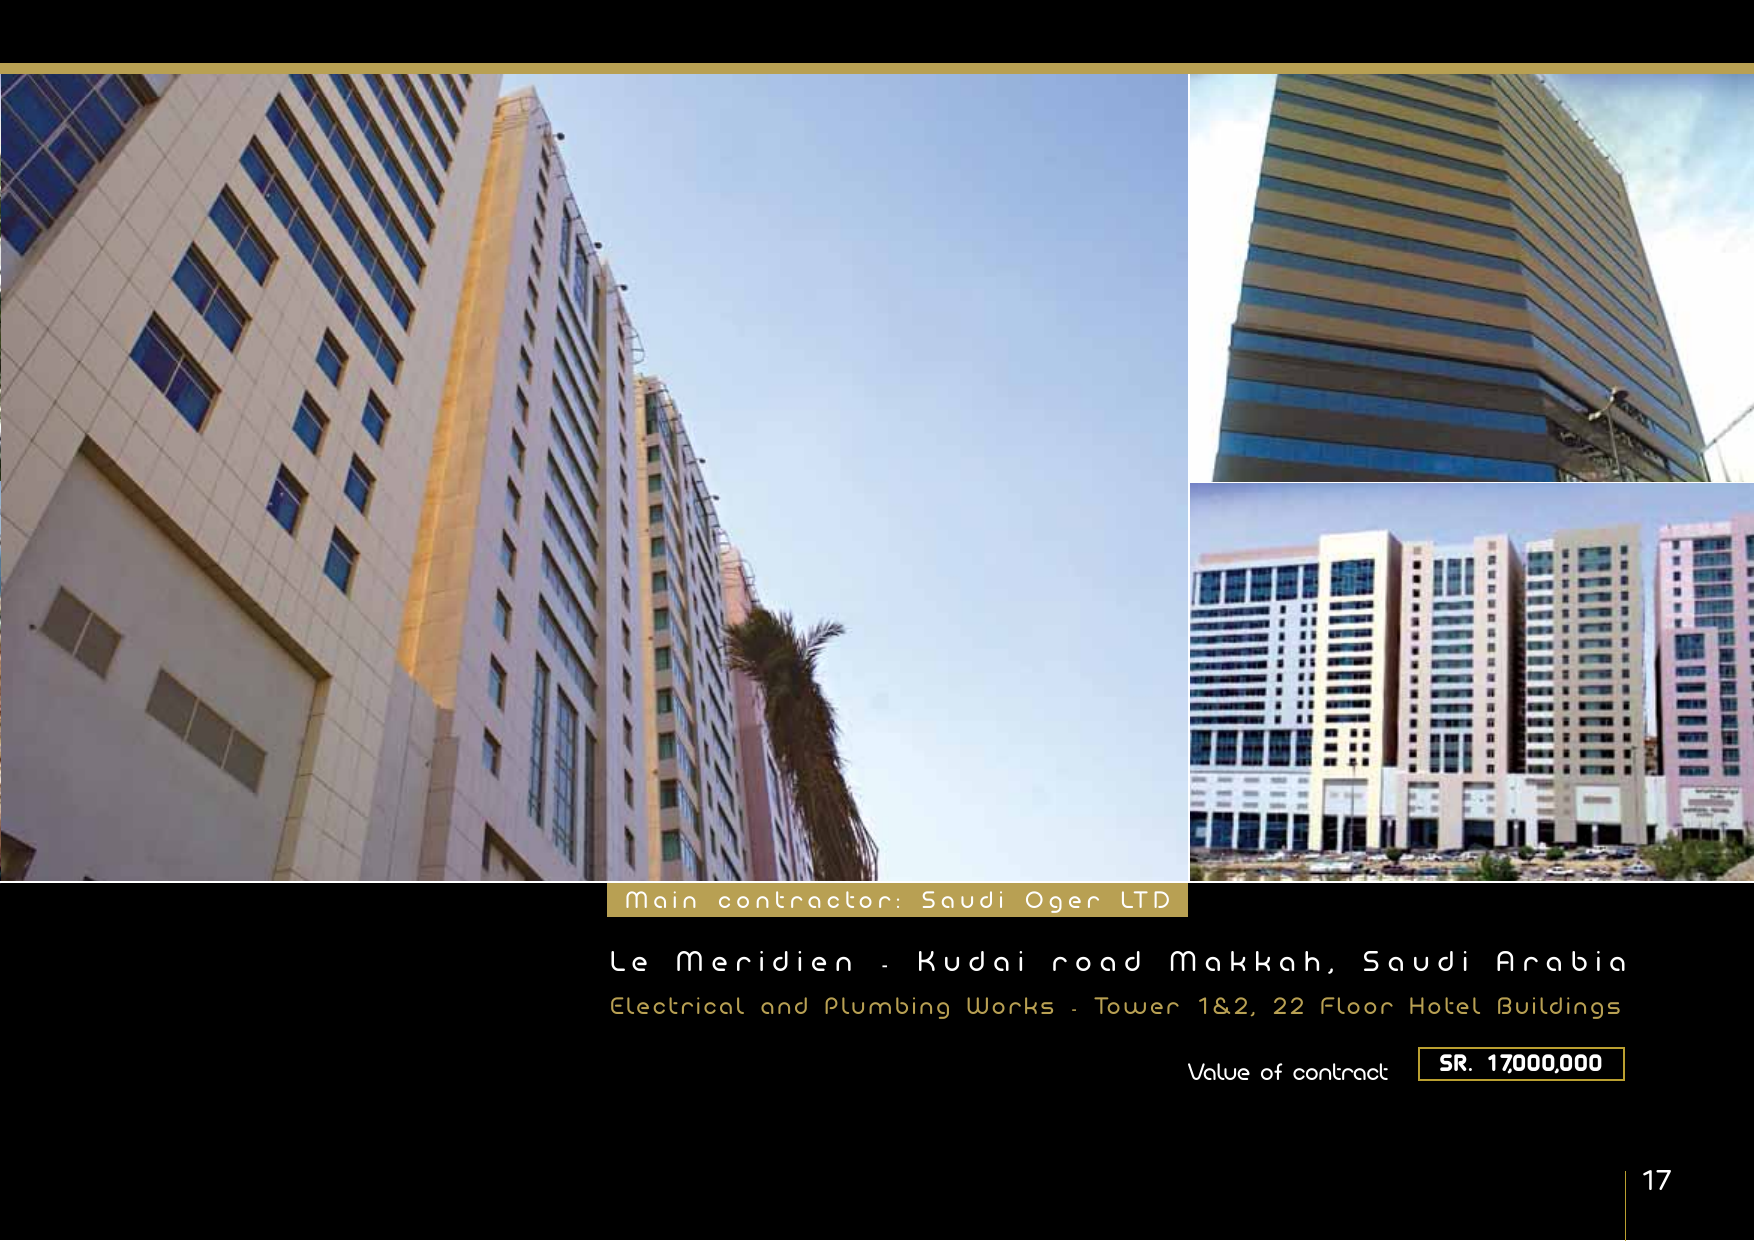 Main contractor: Saudi Oger LTD
Le Meridien - Kudai road Makkah, Saudi Arabia
Electrical and Plumbing Works - Tower 1&2, 22 Floor Hotel Buildings
Value of contract SR. 17,000,000
17